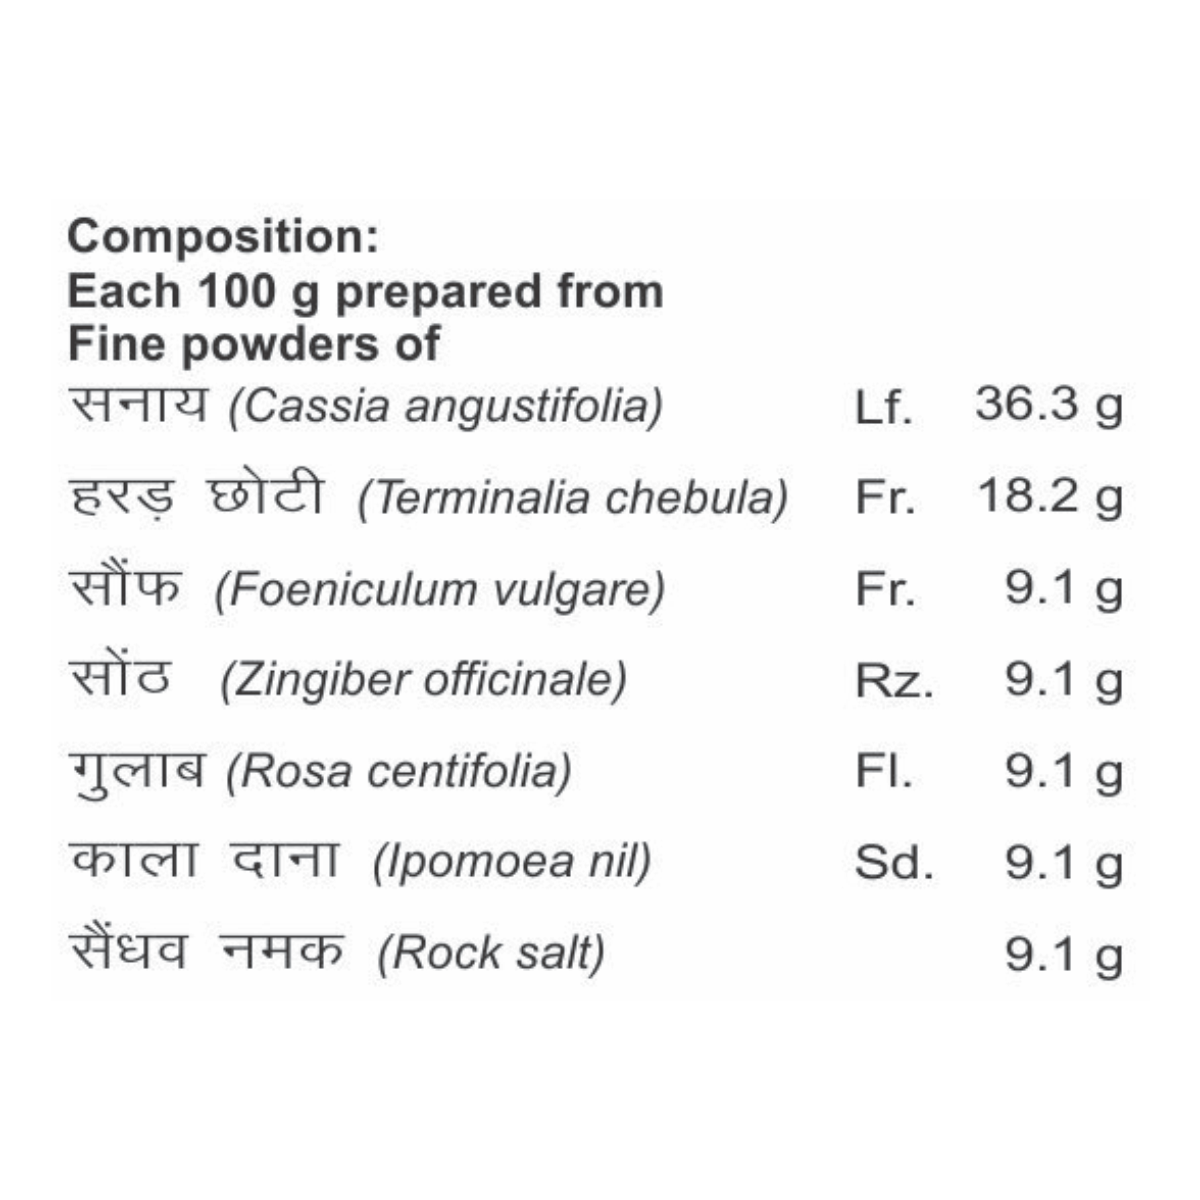 Composition:
Each 100 g prepared from
Fine powders of
सनाय (Cassia angustifolia) Lf. 36.3 g
हरड़ छोटी (Terminalia chebula) Fr. 18.2 g
सौंफ (Foeniculum vulgare) Fr. 9.1 g
सोंठ (Zingiber officinale) Rz. 9.1 g
गुलाब (Rosa centifolia) Fl. 9.1 g
काला दाना (Ipomoea nil) Sd. 9.1 g
सैंधव नमक (Rock salt) 9.1 g